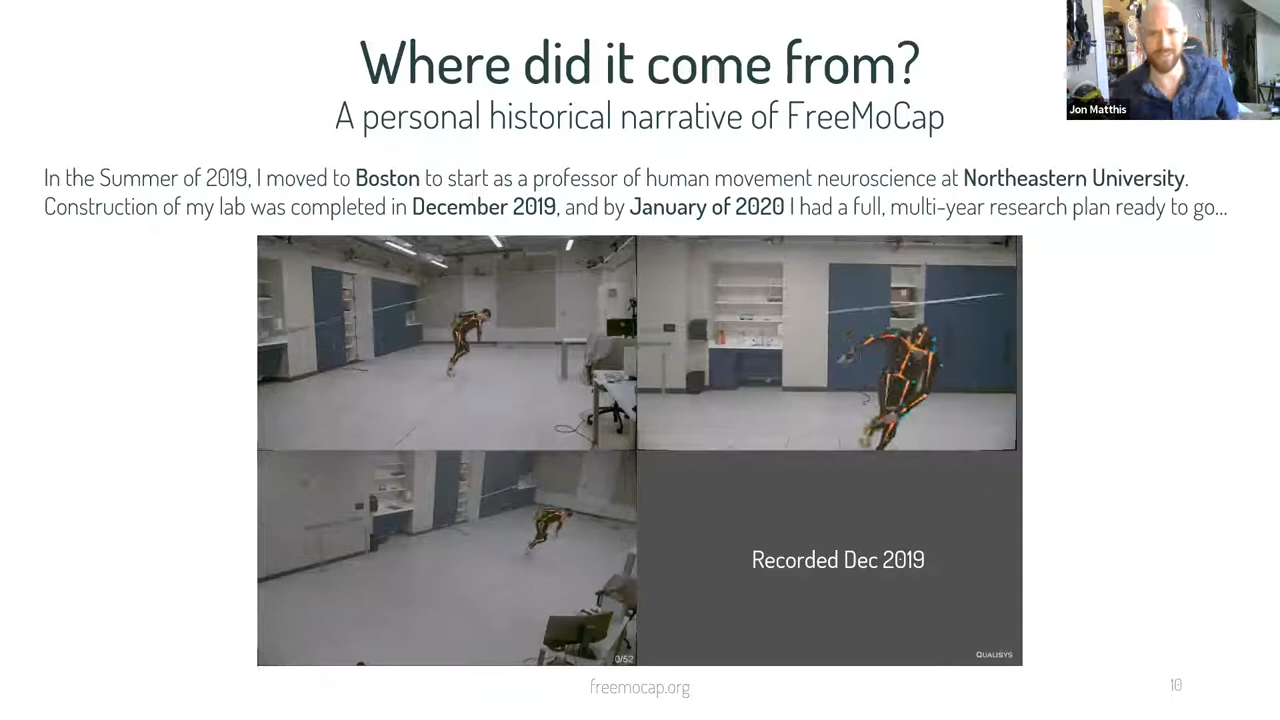 Where did it come from?
A personal historical narrative of FreeMoCap
Jon Matthis
In the Summer of 2019, I moved to Boston to start as a professor of human movement neuroscience at Northeastern University.
Construction of my lab was completed in December 2019, and by January of 2020 I had a full, multi-year research plan ready to go...
Recorded Dec 2019
0/52
QUALISYS
freemocap.org
10